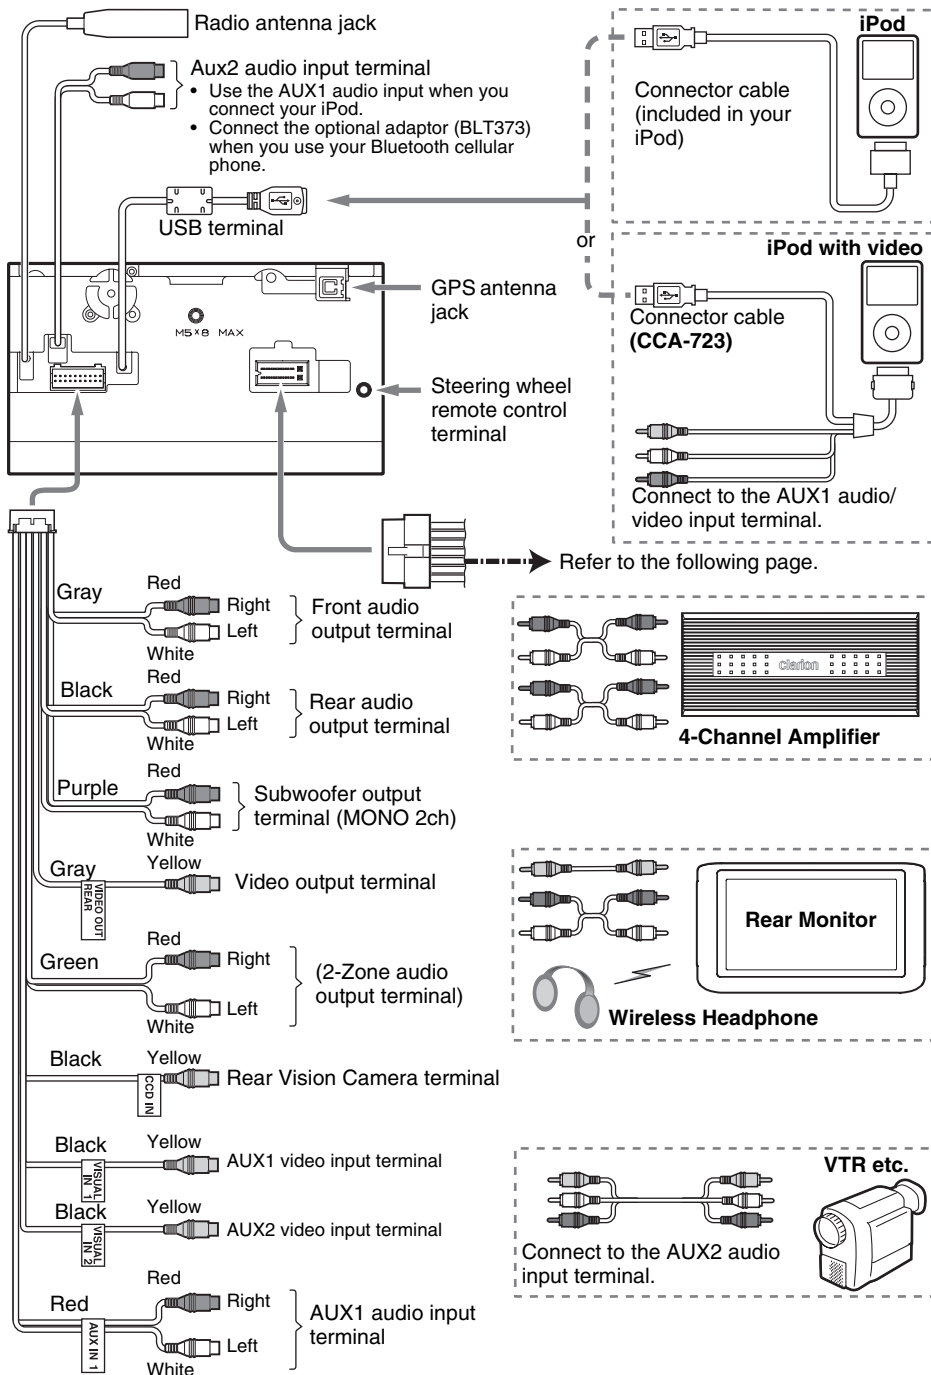 Radio antenna jack
Aux2 audio input terminal
• Use the AUX1 audio input when you
connect your iPod.
• Connect the optional adaptor (BLT373)
when you use your Bluetooth cellular
phone.
USB terminal
iPod
Connector cable
(included in your
iPod)
or
iPod with video
Connector cable
(CCA-723)
Connect to the AUX1 audio/
video input terminal.
GPS antenna
jack
M5×8 MAX
Steering wheel
remote control
terminal
Refer to the following page.
Gray
Red
Right
Left
White
Front audio
output terminal
Black
Red
Right
Left
White
Rear audio
output terminal
Purple
Red
White
Subwoofer output
terminal (MONO 2ch)
Gray
VIDEO OUT
REAR
Yellow
Video output terminal
Green
Red
Right
Left
White
(2-Zone audio
output terminal)
Black
CCD IN
Yellow
Rear Vision Camera terminal
Black
VISUAL
IN 1
Yellow
AUX1 video input terminal
Black
VISUAL
IN 2
Yellow
AUX2 video input terminal
Red
AUX IN 1
Red
Right
Left
White
AUX1 audio input
terminal
clarion
4-Channel Amplifier
Rear Monitor
Wireless Headphone
VTR etc.
Connect to the AUX2 audio
input terminal.